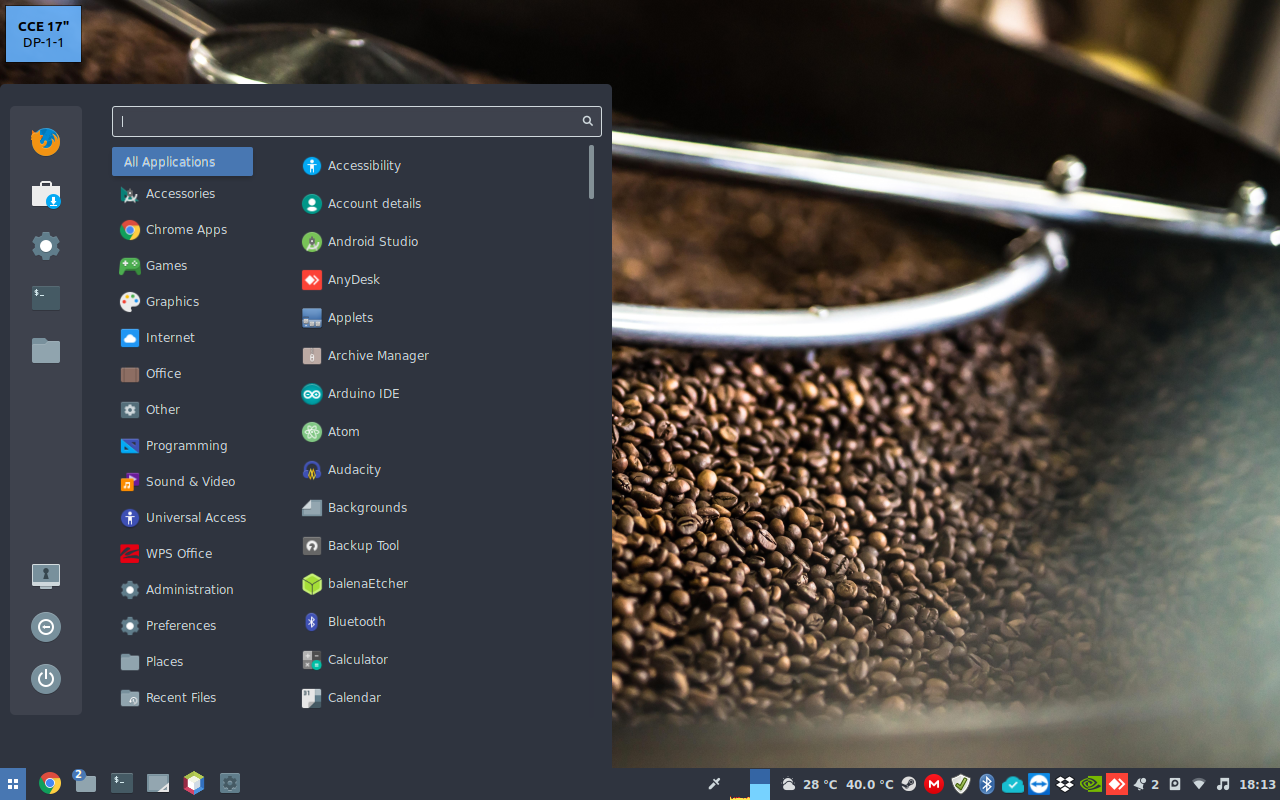 CCE 17"
DP-1-1
All Applications
Accessories
Chrome Apps
Games
Graphics
Internet
Office
Other
Programming
Sound & Video
Universal Access
WPS Office
Administration
Preferences
Places
Recent Files
Accessibility
Account details
Android Studio
AnyDesk
Applets
Archive Manager
Arduino IDE
Atom
Audacity
Backgrounds
Backup Tool
balenaEtcher
Bluetooth
Calculator
Calendar
2
28 °C 40.0 °C 2 18:13